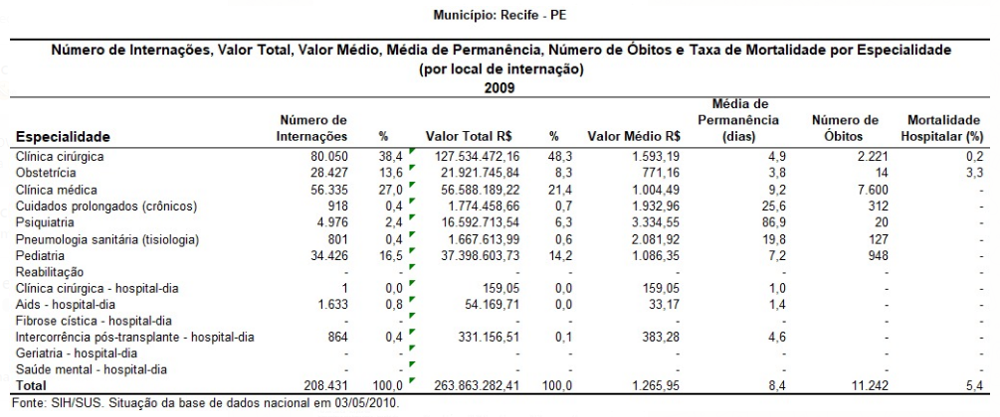 Município: Recife - PE
Número de Internações, Valor Total, Valor Médio, Média de Permanência, Número de Óbitos e Taxa de Mortalidade por Especialidade
(por local de internação)
2009
Especialidade Número de Internações % Valor Total R$ % Valor Médio R$ Média de Permanência (dias) Número de Óbitos Mortalidade Hospitalar (%)
Clínica cirúrgica 80.050 38,4 127.534.472,16 48,3 1.593,19 4,9 2.221 0,2
Obstetrícia 28.427 13,6 21.921.745,84 8,3 771,16 3,8 14 3,3
Clínica médica 56.335 27,0 56.588.189,22 21,4 1.004,49 9,2 7.600 -
Cuidados prolongados (crônicos) 918 0,4 1.774.458,66 0,7 1.932,96 25,6 312 -
Psiquiatria 4.976 2,4 16.592.713,54 6,3 3.334,55 86,9 20 -
Pneumologia sanitária (tisiologia) 801 0,4 1.667.613,99 0,6 2.081,92 19,8 127 -
Pediatria 34.426 16,5 37.398.603,73 14,2 1.086,35 7,2 948 -
Reabilitação - - - - - - - -
Clínica cirúrgica - hospital-dia 1 0,0 159,05 0,0 159,05 1,0 - -
Aids - hospital-dia 1.633 0,8 54.169,71 0,0 33,17 1,4 - -
Fibrose cística - hospital-dia - - - - - - - -
Intercorrência pós-transplante - hospital-dia 864 0,4 331.156,51 0,1 383,28 4,6 - -
Geriatria - hospital-dia - - - - - - - -
Saúde mental - hospital-dia - - - - - - - -
Total 208.431 100,0 263.863.282,41 100,0 1.265,95 8,4 11.242 5,4
Fonte: SIH/SUS. Situação da base de dados nacional em 03/05/2010.